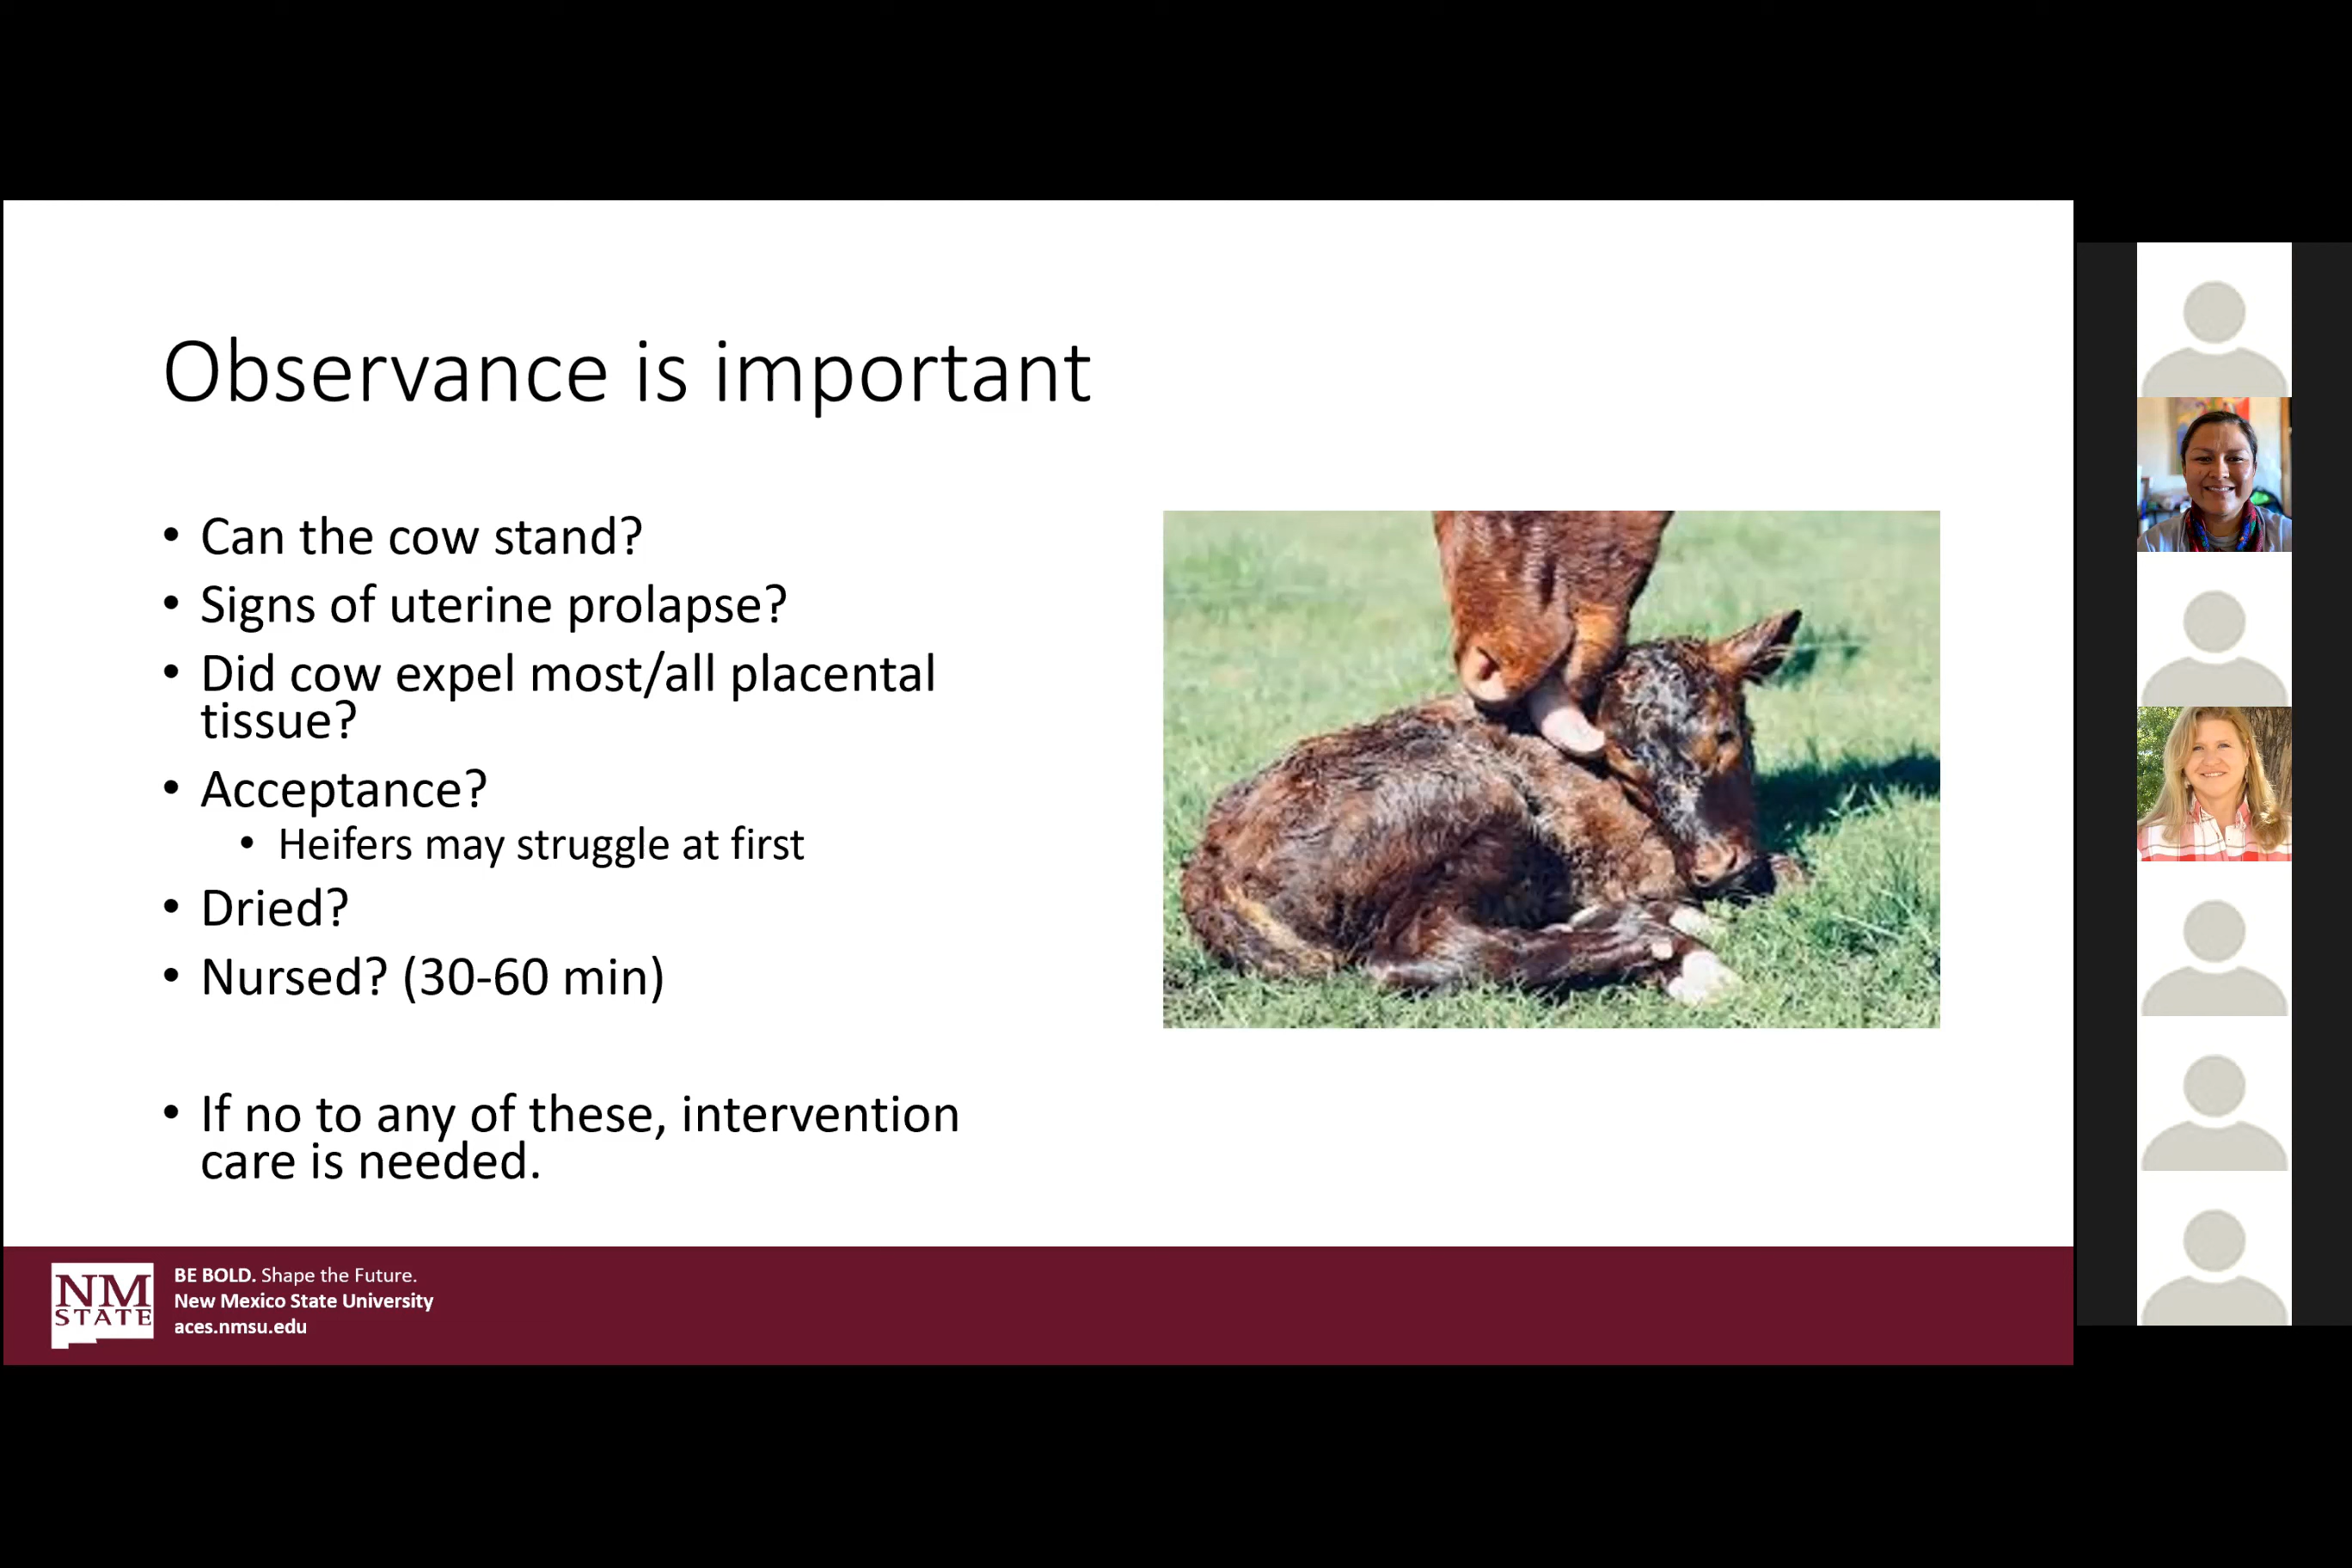 Observance is important
• Can the cow stand?
• Signs of uterine prolapse?
• Did cow expel most/all placental
tissue?
• Acceptance?
• Heifers may struggle at first
• Dried?
• Nursed? (30-60 min)
• If no to any of these, intervention
care is needed.
NM
STATE
BE BOLD. Shape the Future.
New Mexico State University
aces.nmsu.edu